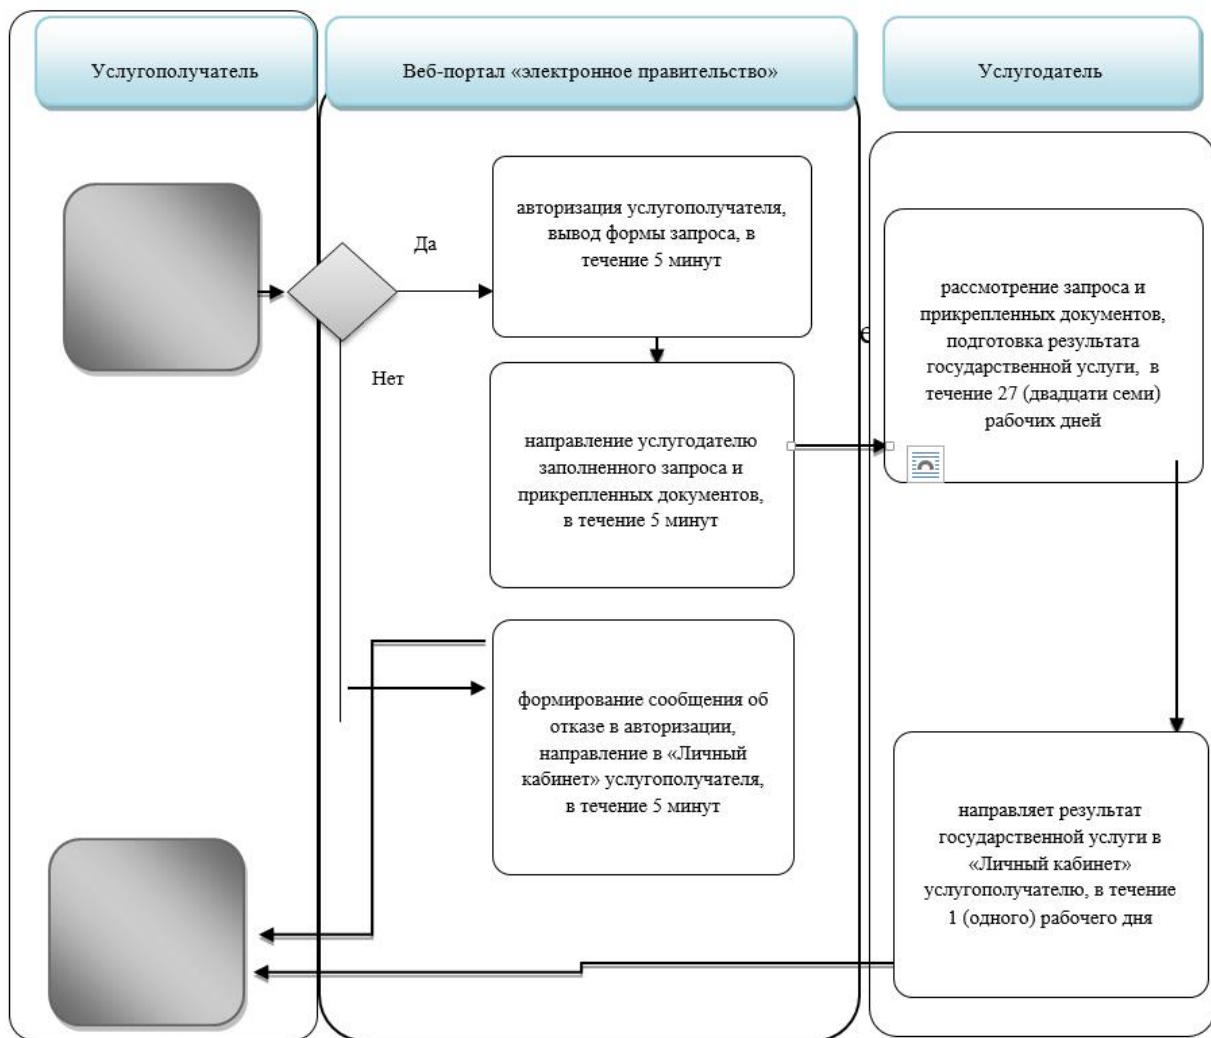 Услугополучатель
Веб-портал «электронное правительство»
Услугодатель
авторизация услугополучателя,
вывод формы запроса, в
течение 5 минут
Да
Нет
направление услугодателю
заполненного запроса и
прикрепленных документов,
в течение 5 минут
рассмотрение запроса и
прикрепленных документов,
подготовка результата
государственной услуги, в
течение 27 (двадцати семи)
рабочих дней
формирование сообщения об
отказе в авторизации,
направление в «Личный
кабинет» услугополучателя,
в течение 5 минут
направляет результат
государственной услуги в
«Личный кабинет»
услугополучателю, в течение
1 (одного) рабочего дня